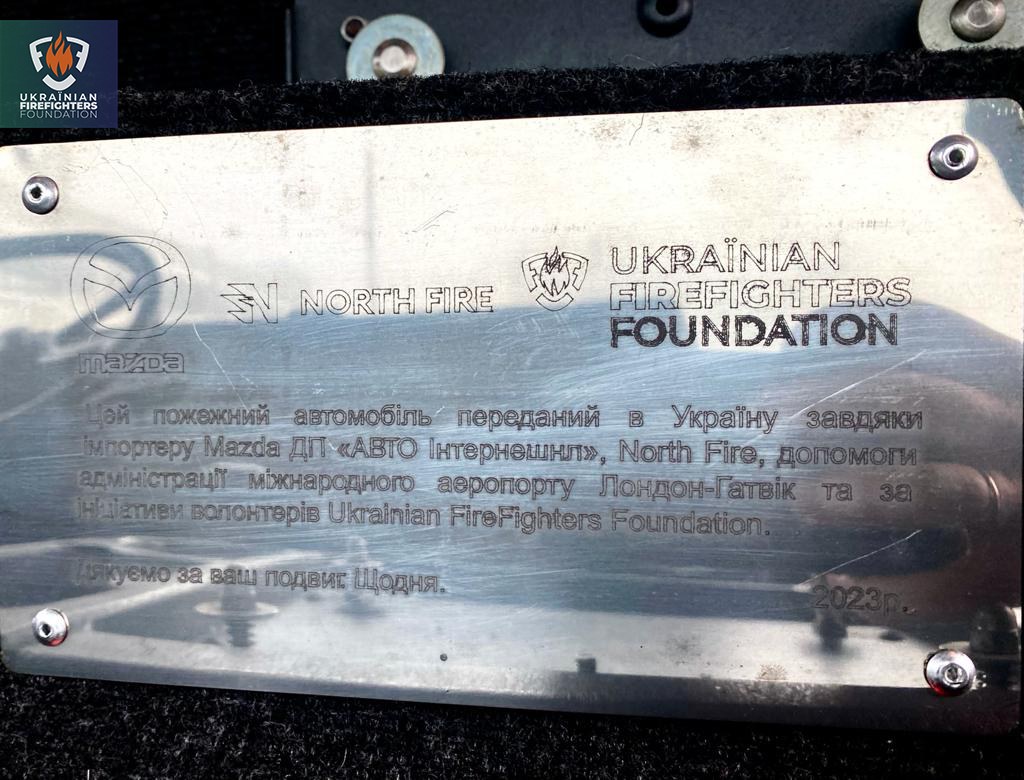 UKRAÏNIAN
FIREFIGHTERS
FOUNDATION
mazda
NORTH FIRE
UKRAÏNIAN
FIREFIGHTERS
FOUNDATION
Цей пожежний автомобіль переданий в Україну завдяки
імпортеру Mazda ДП «АВТО Інтернешнл», North Fire, допомоги
адміністрації міжнародного аеропорту Лондон-Гатвік та за
ініціативи волонтерів Ukrainian FireFighters Foundation.
Дякуємо за ваш подвиг. Щодня.
2023р.